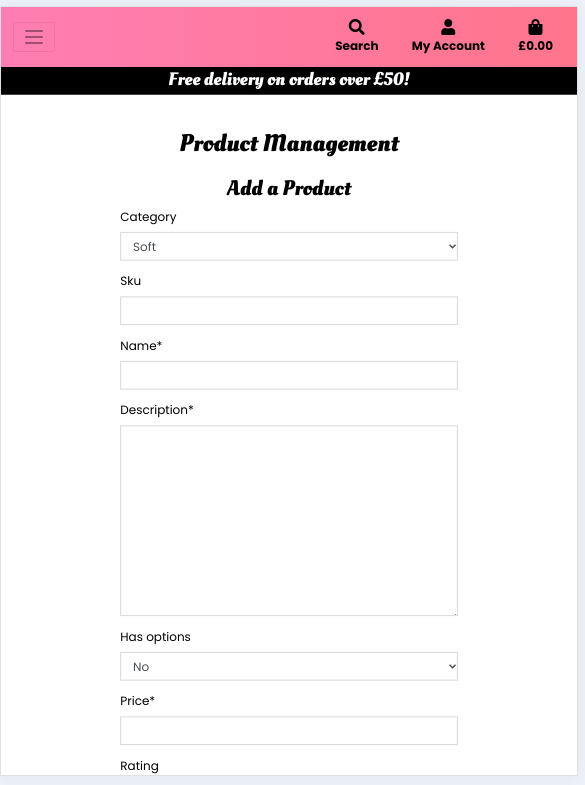 Search My Account £0.00
Free delivery on orders over £50!
Product Management
Add a Product
Category
Soft
Sku
Name*
Description*
Has options
No
Price*
Rating